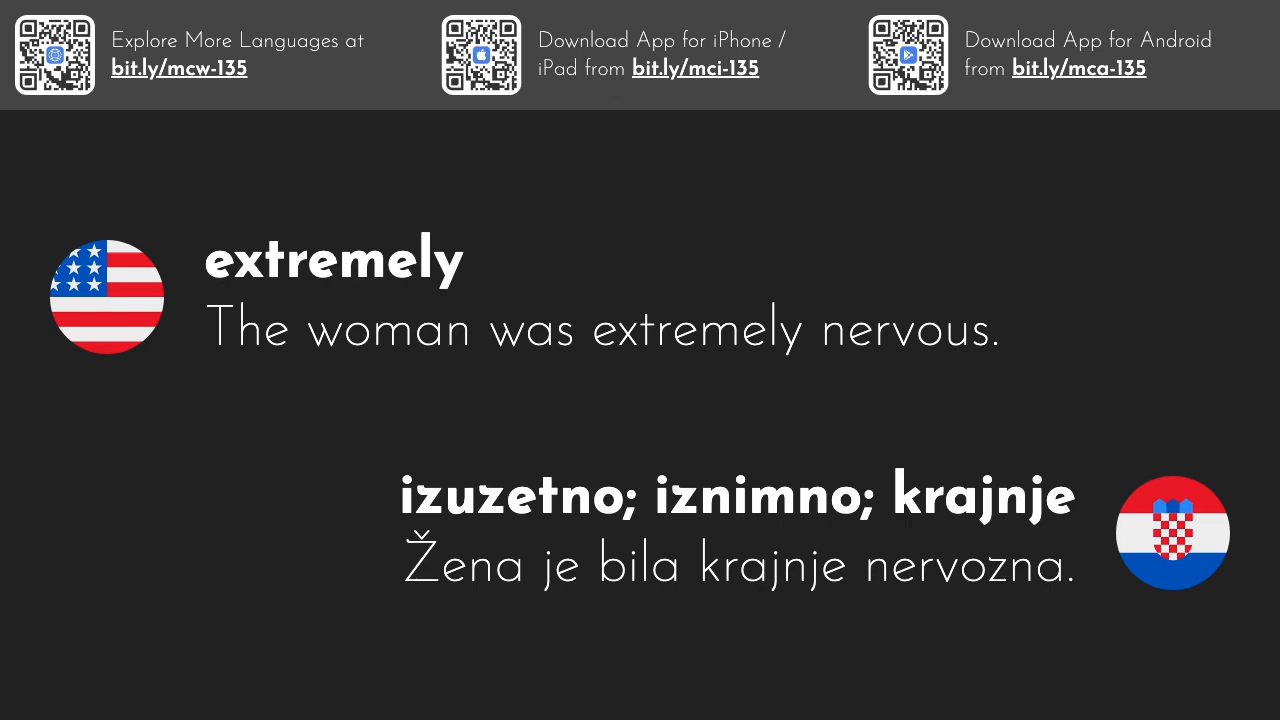 Explore More Languages at
bit.ly/mcw-135
Download App for iPhone /
iPad from bit.ly/mci-135
Download App for Android
from bit.ly/mca-135
extremely
The woman was extremely nervous.
izuzetno; iznimno; krajnje
Žena je bila krajnje nervozna.